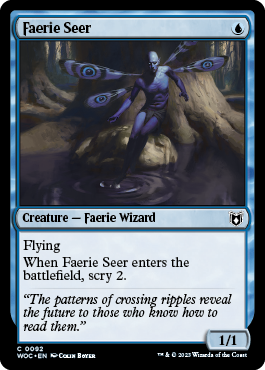 Faerie Seer
Creature — Faerie Wizard
Flying
When Faerie Seer enters the
battlefield, scry 2.
“The patterns of crossing ripples reveal
the future to those who know how to
read them.”
1/1
C 0092
WOC • EN Colin Boyer
™ & © 2023 Wizards of the Coast